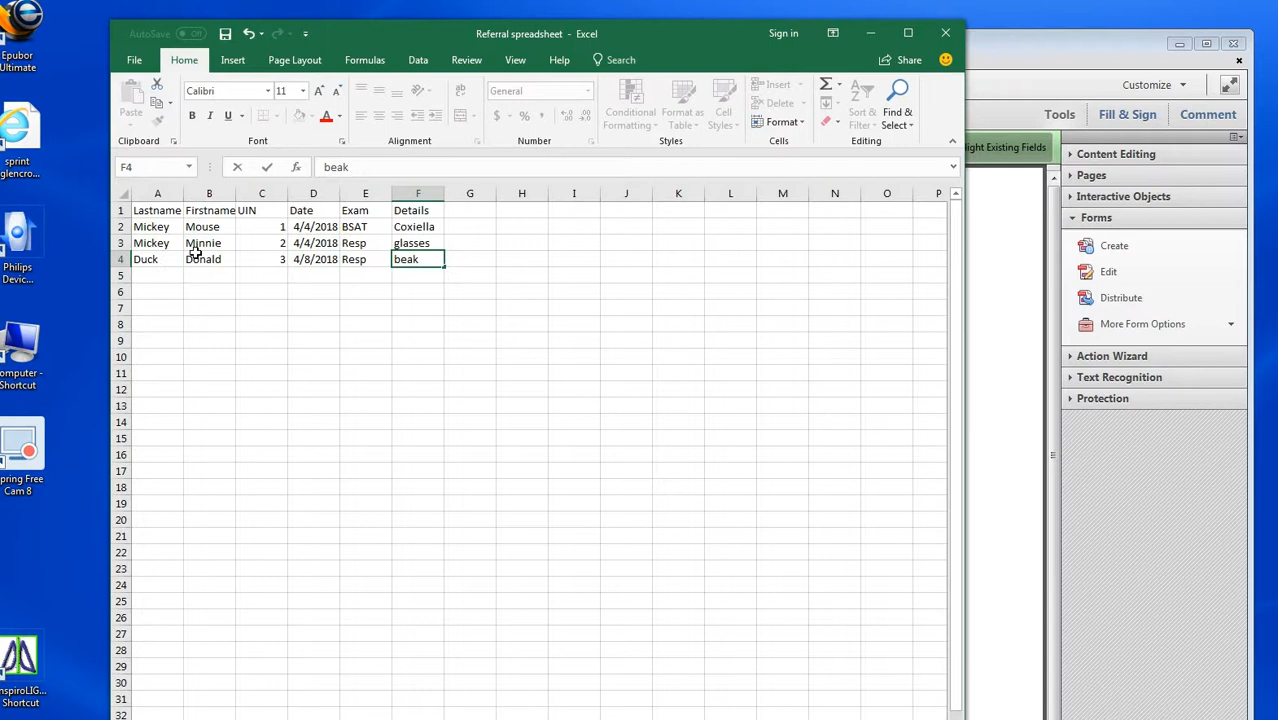 Epubor
Ultimate
sprint
glencro...
Philips
Devic...
omputer -
Shortcut
pring Free
Cam 8
nspiroLIG...
Shortcut
AutoSave Off
Referral spreadsheet - Excel
Sign in
File Home Insert Page Layout Formulas Data Review View Help Search Share
Paste
Calibri 11
General
Conditional Formatting
Format as Table
Cell Styles
Insert
Delete
Format
Sort & Filter
Find & Select
Clipboard Font Alignment Number Styles Cells Editing
F4 fx beak
A B C D E F G H I J K L M N O P
1 Lastname Firstname UIN Date Exam Details
2 Mickey Mouse 1 4/4/2018 BSAT Coxiella
3 Mickey Minnie 2 4/4/2018 Resp glasses
4 Duck Donald 3 4/8/2018 Resp beak
5
6
7
8
9
10
11
12
13
14
15
16
17
18
19
20
21
22
23
24
25
26
27
28
29
30
31
32
Customize
Tools Fill & Sign Comment
light Existing Fields
Content Editing
Pages
Interactive Objects
Forms
Create
Edit
Distribute
More Form Options
Action Wizard
Text Recognition
Protection